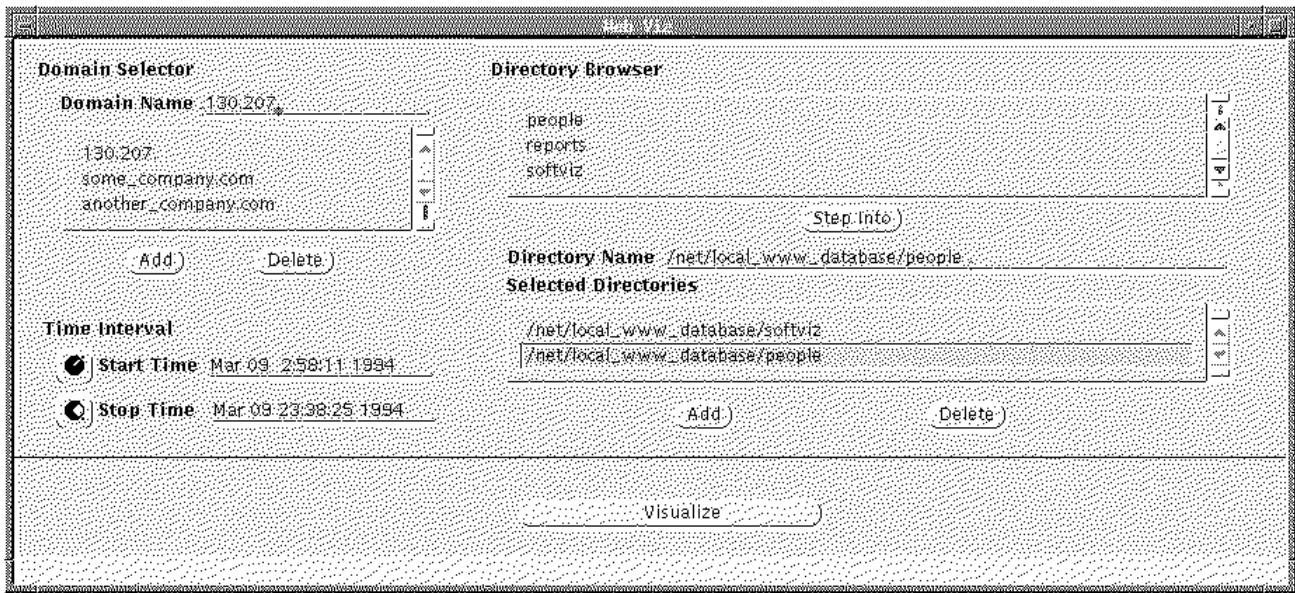 Web Viz
Domain Selector
Domain Name 130.207.
130.207.
some_company.com
another_company.com
Add
Delete
Time Interval
Start Time Mar 09 2:58:11 1994
Stop Time Mar 09 23:38:25 1994
Directory Browser
people
reports
softviz
Step Into
Directory Name /net/local_www_database/people
Selected Directories
/net/local_www_database/softviz
/net/local_www_database/people
Add
Delete
Visualize